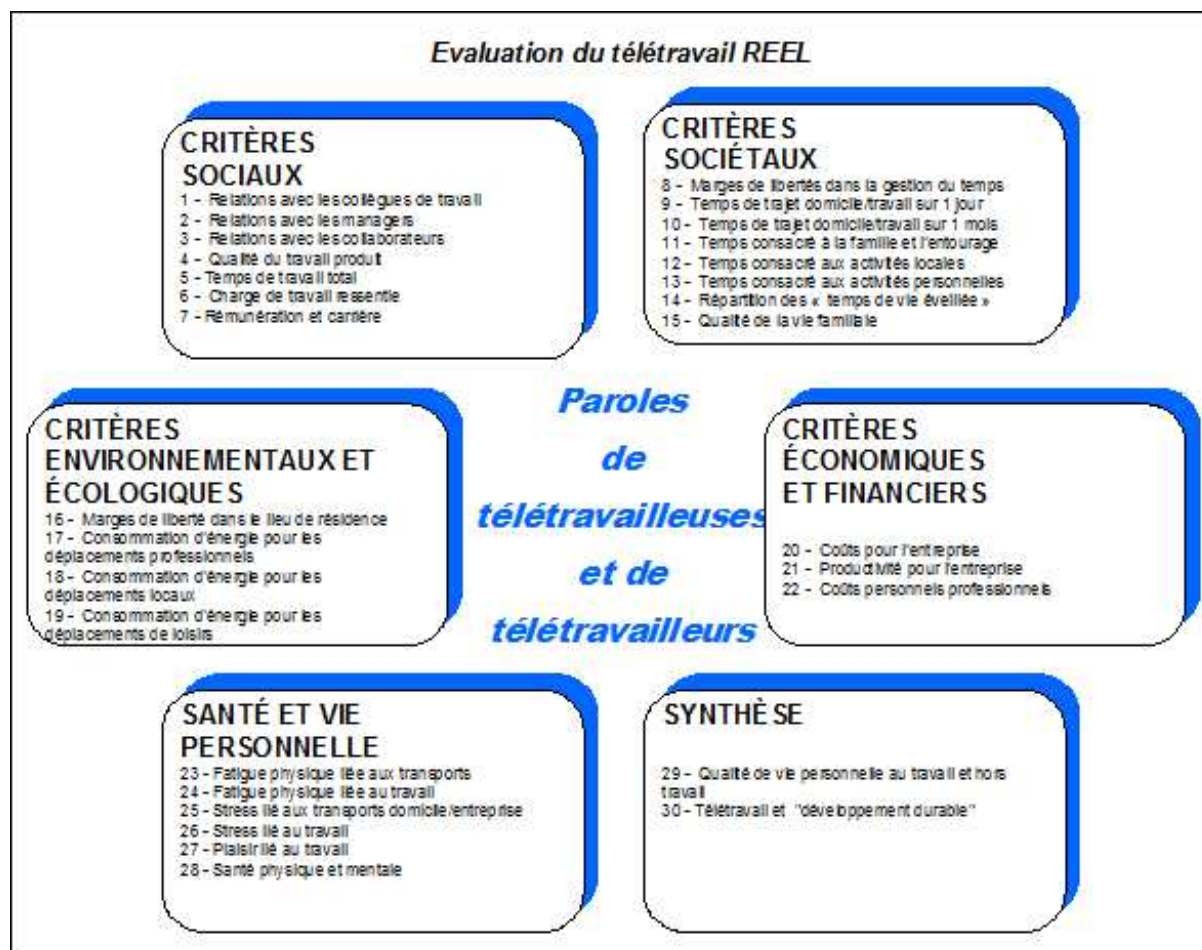 Evaluation du télétravail REEL
CRITÈRES
SOCIAUX
1 - Relations avec les collègues de travail
2 - Relations avec les managers
3 - Relations avec les collaborateurs
4 - Qualité du travail produit
5 - Temps de travail total
6 - Charge de travail ressentie
7 - Rémunération et carrière
CRITÈRES
SOCIÉTAUX
8 - Marges de libertés dans la gestion du temps
9 - Temps de trajet domicile/travail sur 1 jour
10 - Temps de trajet domicile/travail sur 1 mois
11 - Temps consacré à la famille et l'entourage
12 - Temps consacré aux activités locales
13 - Temps consacré aux activités personnelles
14 - Répartition des « temps de vie éveillée »
15 - Qualité de la vie familiale
CRITÈRES
ENVIRONNEMENTAUX ET
ÉCOLOGIQUES
16 - Marges de liberté dans le lieu de résidence
17 - Consommation d'énergie pour les
déplacements professionnels
18 - Consommation d'énergie pour les
déplacements locaux
19 - Consommation d'énergie pour les
déplacements de loisirs
Paroles
de
télétravailleuses
et de
télétravailleurs
CRITÈRES
ÉCONOMIQUES
ET FINANCIERS
20 - Coûts pour l'entreprise
21 - Productivité pour l'entreprise
22 - Coûts personnels professionnels
SANTÉ ET VIE
PERSONNELLE
23 - Fatigue physique liée aux transports
24 - Fatigue physique liée au travail
25 - Stress lié aux transports domicile/entreprise
26 - Stress lié au travail
27 - Plaisir lié au travail
28 - Santé physique et mentale
SYNTHÈSE
29 - Qualité de vie personnelle au travail et hors
travail
30 - Télétravail et "développement durable"